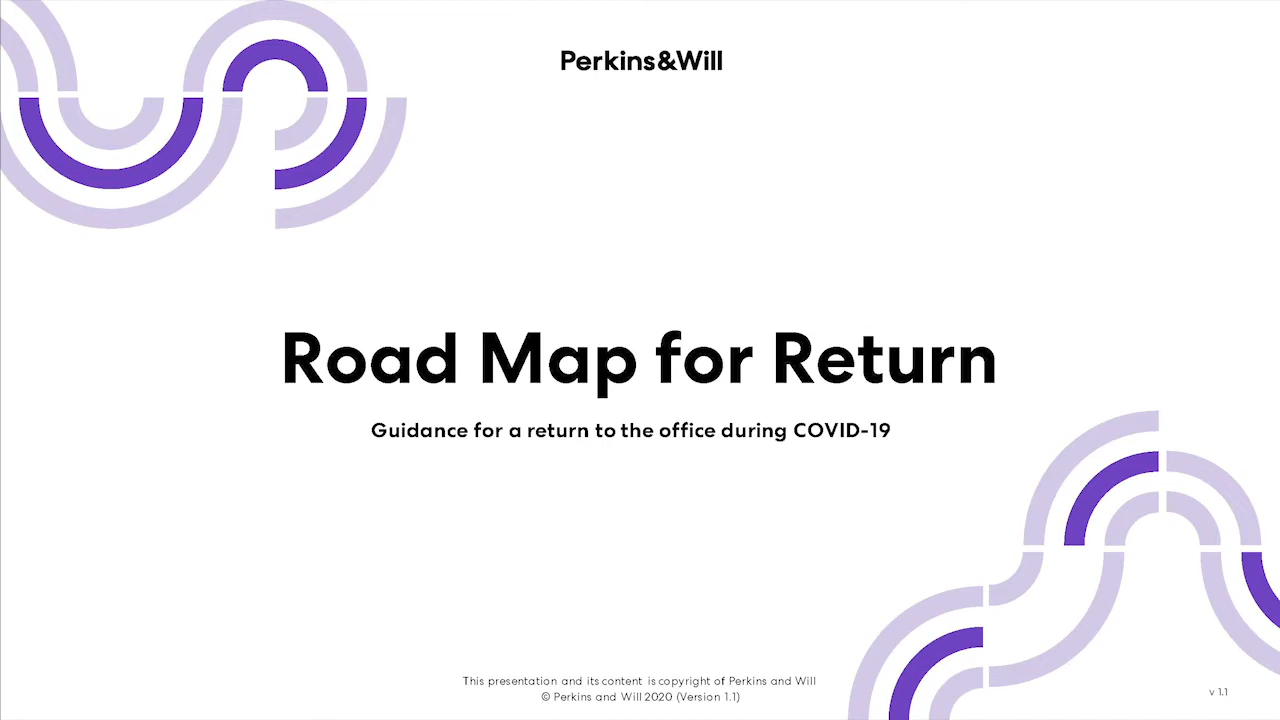 Perkins&Will
Road Map for Return
Guidance for a return to the office during COVID-19
This presentation and its content is copyright of Perkins and Will
© Perkins and Will 2020 (Version 1.1)
v 1.1